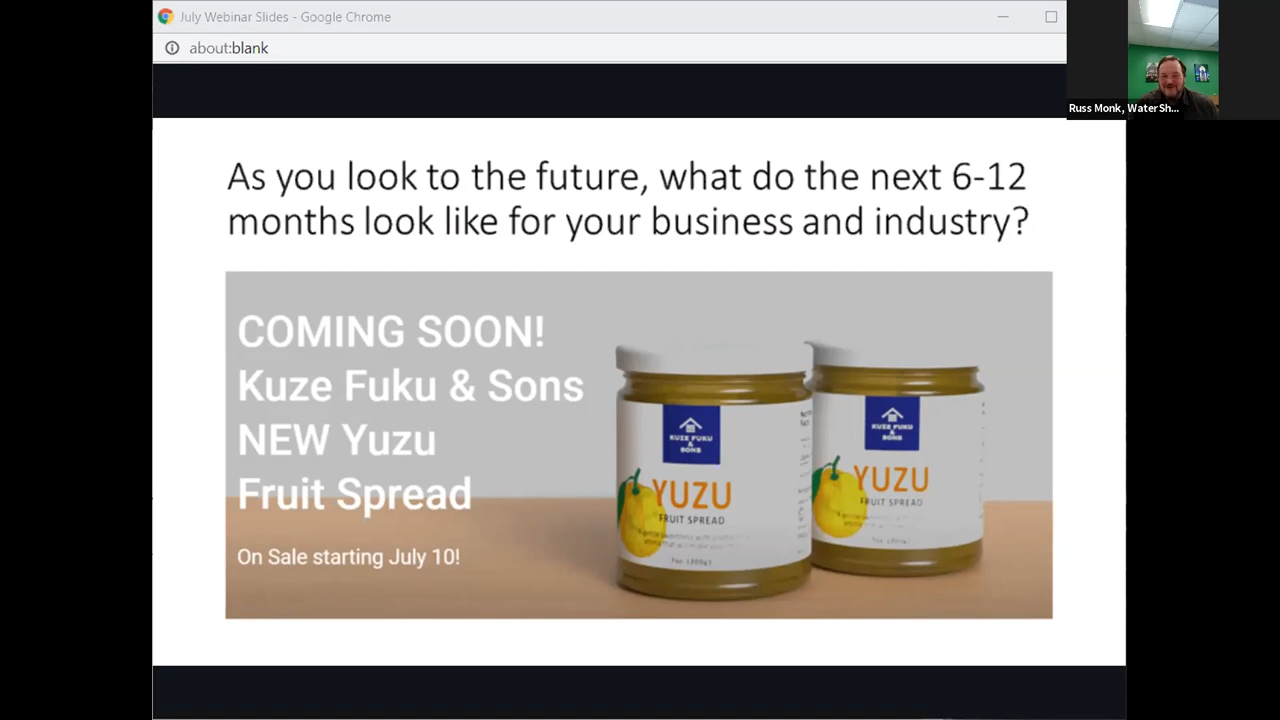 July Webinar Slides - Google Chrome
about:blank
Russ Monk, WaterSh...
As you look to the future, what do the next 6-12
months look like for your business and industry?
COMING SOON!
Kuze Fuku & Sons
NEW Yuzu
Fruit Spread
On Sale starting July 10!
KUZE FUKU
&
SONS
YUZU
FRUIT SPREAD
KUZE FUKU
&
SONS
YUZU
FRUIT SPREAD